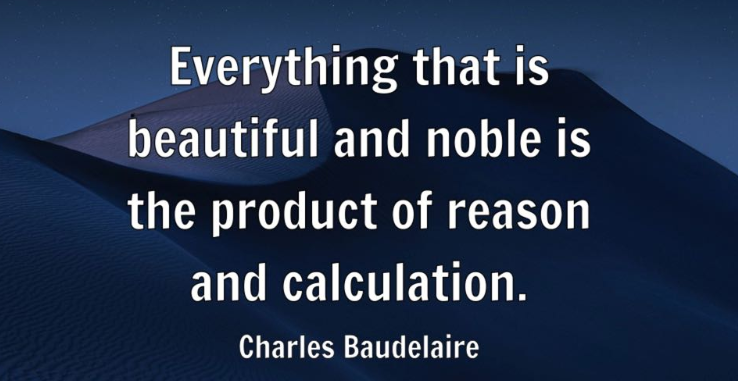 Everything that is
beautiful and noble is
the product of reason
and calculation.
Charles Baudelaire